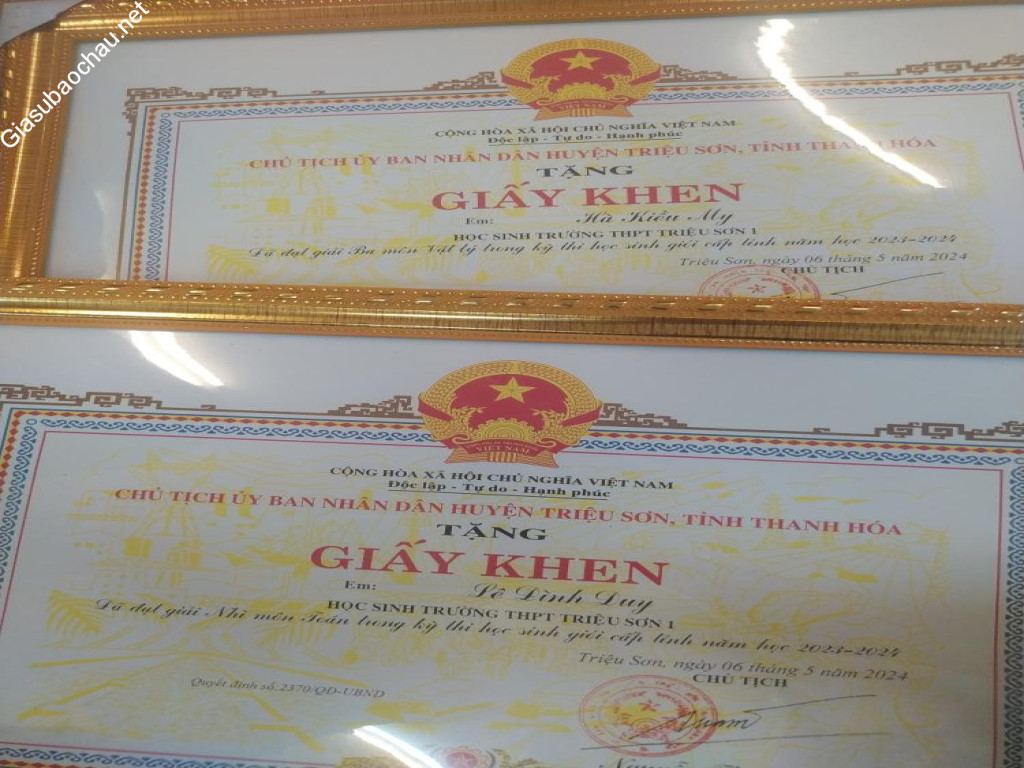 Giasubaochau.net
VIỆT NAM
CỘNG HÒA XÃ HỘI CHỦ NGHĨA VIỆT NAM
Độc lập - Tự do - Hạnh phúc
CHỦ TỊCH ỦY BAN NHÂN DÂN HUYỆN TRIỆU SƠN, TỈNH THANH HÓA
TẶNG
GIẤY KHEN
Em: Hà Kiều My
HỌC SINH TRƯỜNG THPT TRIỆU SƠN 1
Đã đạt giải Ba môn Vật lý trong kỳ thi học sinh giỏi cấp tỉnh năm học 2023-2024
Triệu Sơn, ngày 06 tháng 5 năm 2024
CHỦ TỊCH
VIỆT NAM
CỘNG HÒA XÃ HỘI CHỦ NGHĨA VIỆT NAM
Độc lập - Tự do - Hạnh phúc
CHỦ TỊCH ỦY BAN NHÂN DÂN HUYỆN TRIỆU SƠN, TỈNH THANH HÓA
TẶNG
GIẤY KHEN
Em: Lê Đình Duy
HỌC SINH TRƯỜNG THPT TRIỆU SƠN 1
Đã đạt giải Nhì môn Toán trong kỳ thi học sinh giỏi cấp tỉnh năm học 2023-2024
Triệu Sơn, ngày 06 tháng 5 năm 2024
CHỦ TỊCH
Quyết định số:2370/QĐ-UBND